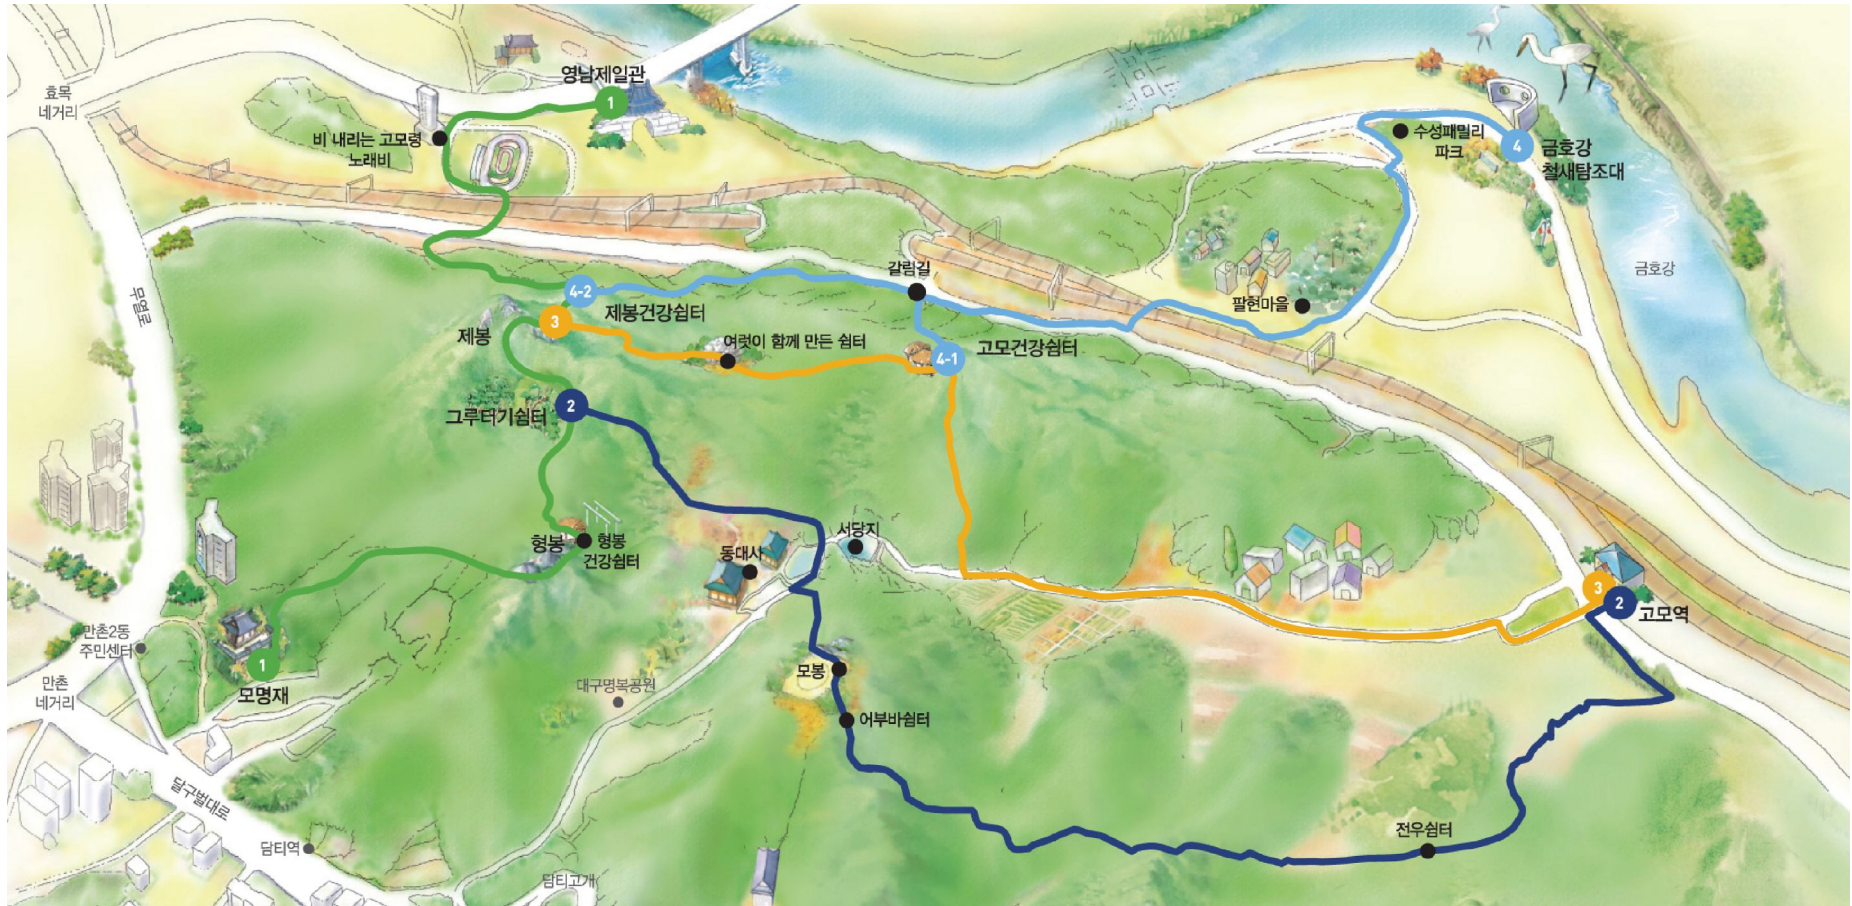 영남제일관
1
효목
네거리
비 내리는 고모령
노래비
수성패밀리
파크
4
금호강
철새탐조대
금호강
무열로
갈림길
팔현마을
4-2
제봉건강쉼터
3
제봉
여럿이 함께 만든 쉼터
4-1
고모건강쉼터
그루터기쉼터
2
형봉
형봉
건강쉼터
동대사
서당지
3
2
고모역
만촌2동
주민센터
1
모명재
만촌
네거리
대구명복공원
모봉
어부바쉼터
달구벌대로
담티역
담티고개
전우쉼터